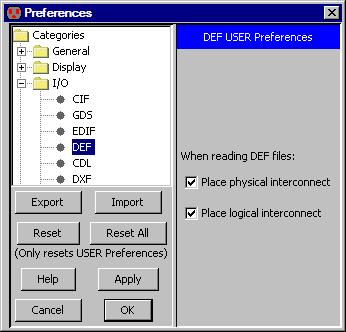 Preferences
Categories
General
Display
I/O
CIF
GDS
EDIF
DEF
CDL
DXF
Export Import
Reset Reset All
(Only resets USER Preferences)
Help Apply
Cancel OK
DEF USER Preferences
When reading DEF files:
Place physical interconnect
Place logical interconnect